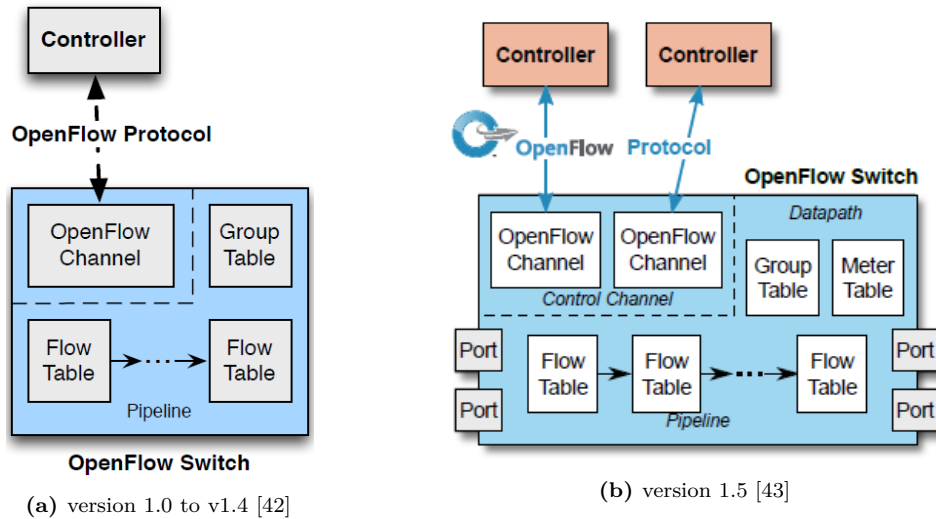 Controller
OpenFlow Protocol
OpenFlow
Channel
Group
Table
Flow
Table
Flow
Table
Pipeline
OpenFlow Switch
(a) version 1.0 to v1.4 [42]
Controller
Controller
OpenFlow Protocol
OpenFlow Switch
Datapath
OpenFlow
Channel
OpenFlow
Channel
Control Channel
Group
Table
Meter
Table
Port
Port
Flow
Table
Flow
Table
Flow
Table
Pipeline
Port
Port
(b) version 1.5 [43]